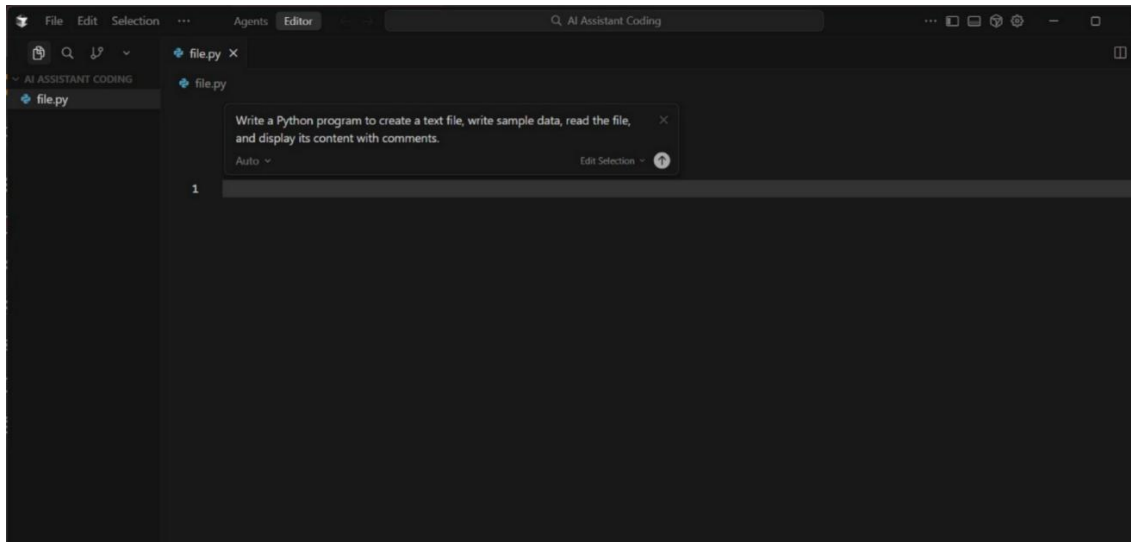 File Edit Selection ··· Agents Editor AI Assistant Coding ···
file.py
AI ASSISTANT CODING
file.py
file.py
Write a Python program to create a text file, write sample data, read the file,
and display its content with comments.
Auto Edit Selection
1